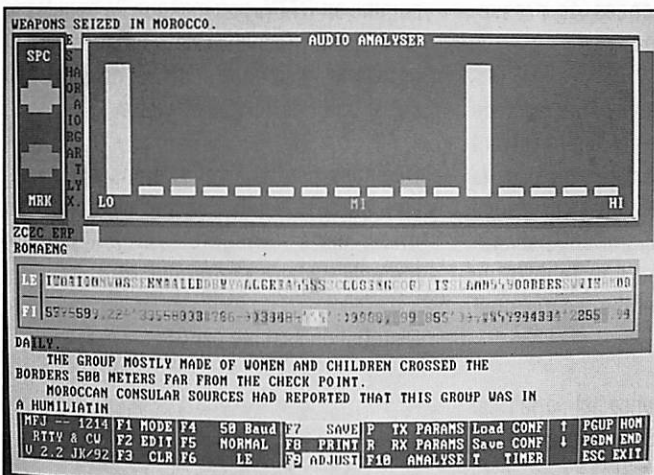 WEAPONS SEIZED IN MOROCCO.
AUDIO ANALYSER
SPC
MRK
LO MI HI
ZCZC ERP
ROMAENG
LE
FI
DAILY.
THE GROUP MOSTLY MADE OF WOMEN AND CHILDREN CROSSED THE
BORDERS 500 METERS FAR FROM THE CHECK POINT.
MOROCCAN CONSULAR SOURCES HAD REPORTED THAT THIS GROUP WAS IN
A HUMILIATIN
MFJ -- 1214 F1 MODE F4 50 Baud F7 SAVE P TX PARAMS Load CONF ↑ PGUP HOM
RTTY & CW F2 EDIT F5 NORMAL F8 PRINT R RX PARAMS Save CONF ↓ PGDN END
V 2.2 JK/92 F3 CLR F6 LE F9 ADJUST F10 ANALYSE T TIMER ESC EXIT